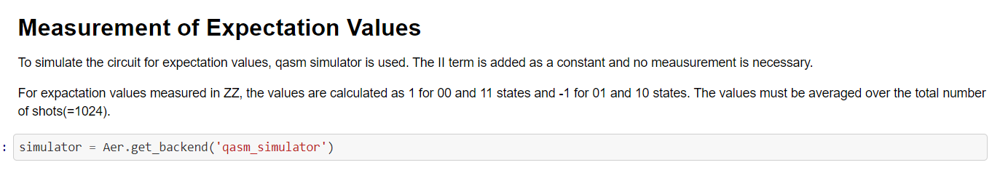 Measurement of Expectation Values
To simulate the circuit for expectation values, qasm simulator is used. The II term is added as a constant and no meausurement is necessary.
For expactation values measured in ZZ, the values are calculated as 1 for 00 and 11 states and -1 for 01 and 10 states. The values must be averaged over the total number
of shots(=1024).
: simulator = Aer.get_backend('qasm_simulator')